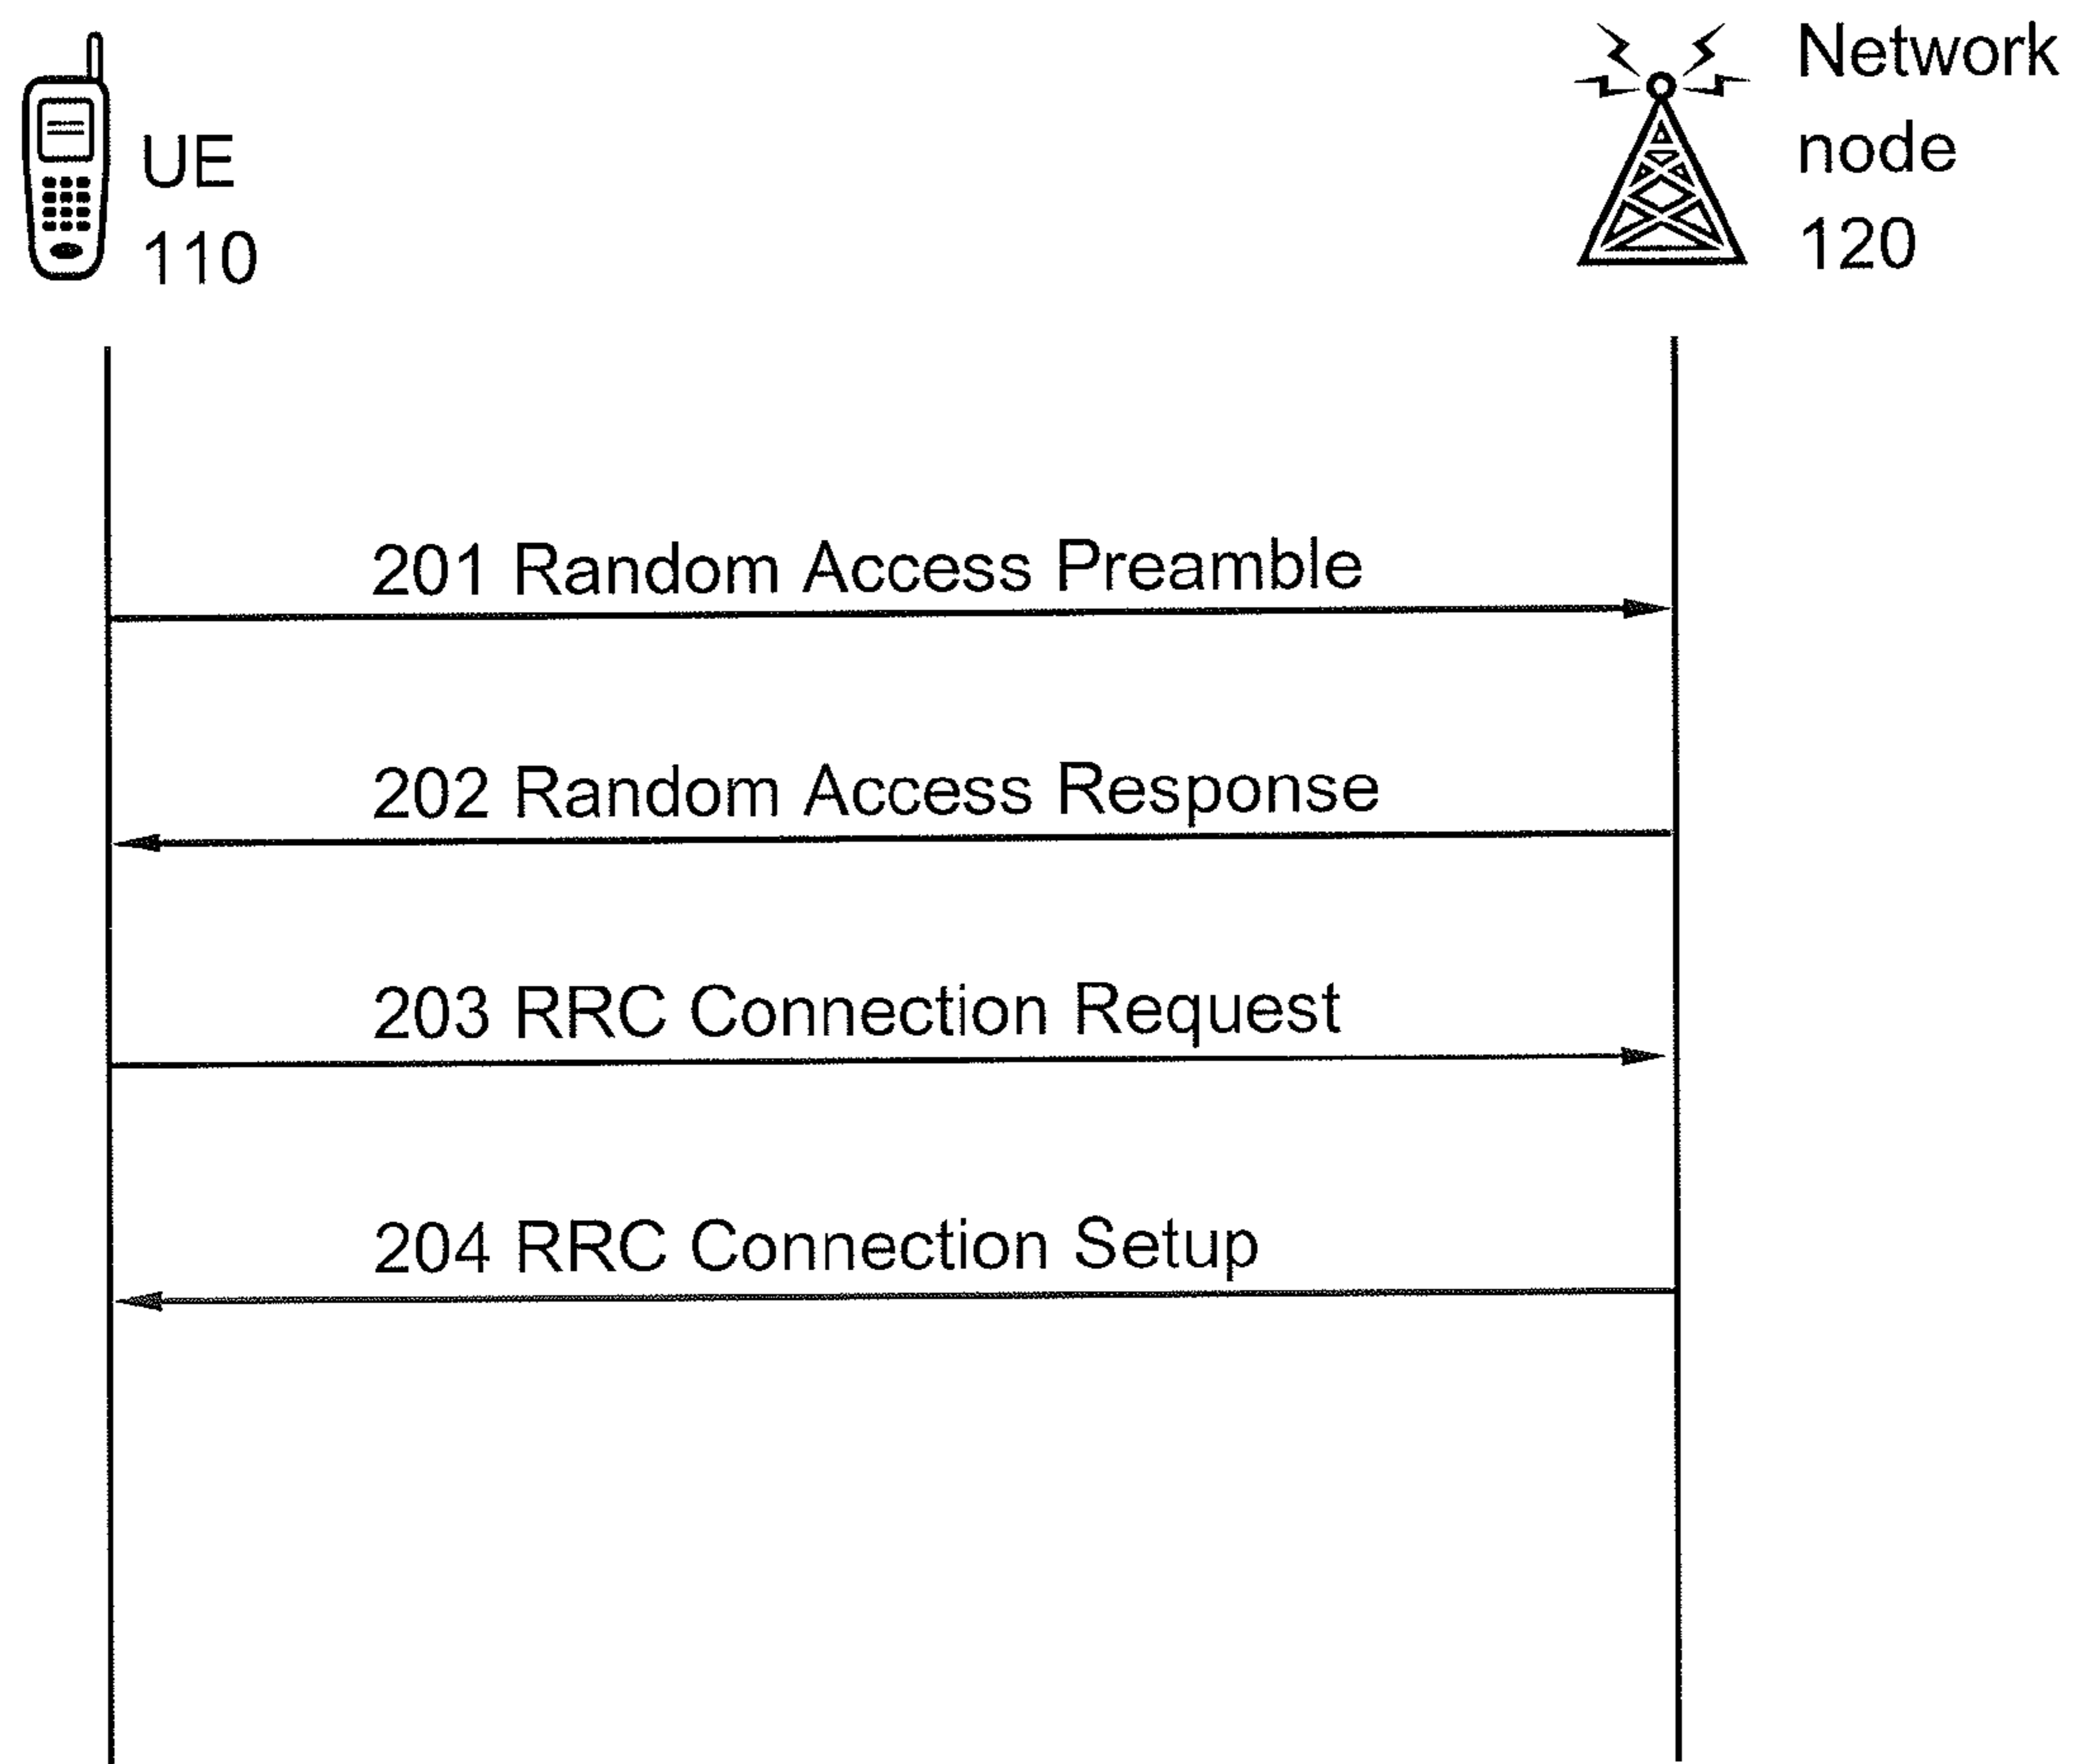 UE
110
Network
node
120
201 Random Access Preamble
202 Random Access Response
203 RRC Connection Request
204 RRC Connection Setup